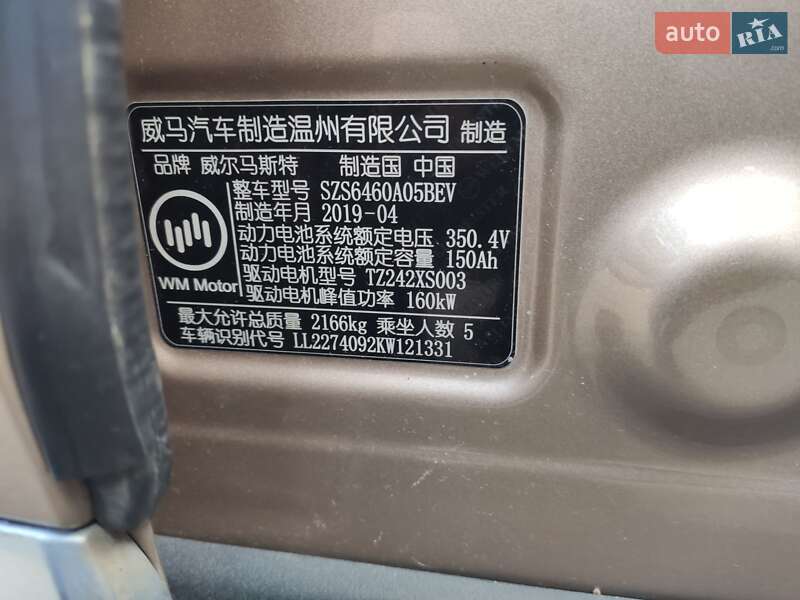 auto RIA .com
威马汽车制造温州有限公司 制造
品牌 威尔马斯特 制造国 中国
整车型号 SZS6460A05BEV
制造年月 2019-04
动力电池系统额定电压 350.4V
动力电池系统额定容量 150Ah
驱动电机型号 TZ242XS003
驱动电机峰值功率 160kW
WM Motor
最大允许总质量 2166kg 乘坐人数 5
车辆识别代号 LL2274092KW121331